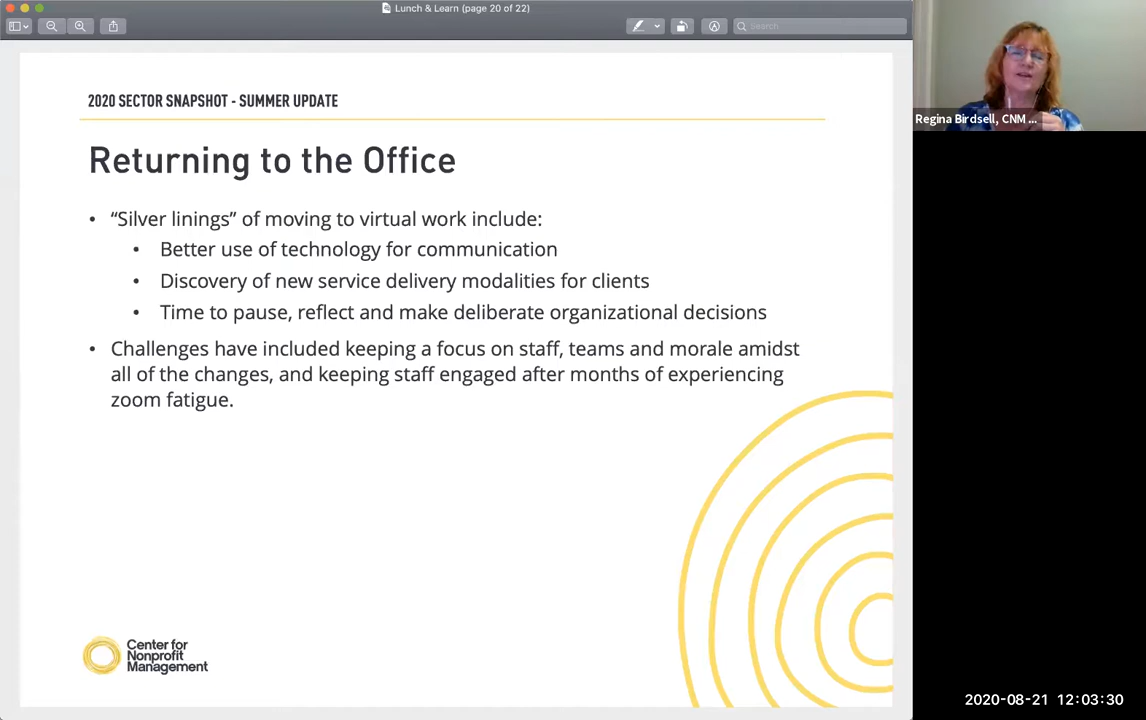 Lunch & Learn (page 20 of 22)
Search
2020 SECTOR SNAPSHOT - SUMMER UPDATE
Returning to the Office
• “Silver linings” of moving to virtual work include:
• Better use of technology for communication
• Discovery of new service delivery modalities for clients
• Time to pause, reflect and make deliberate organizational decisions
• Challenges have included keeping a focus on staff, teams and morale amidst
all of the changes, and keeping staff engaged after months of experiencing
zoom fatigue.
Center for
Nonprofit
Management
Regina Birdsell, CNM ...
2020-08-21 12:03:30